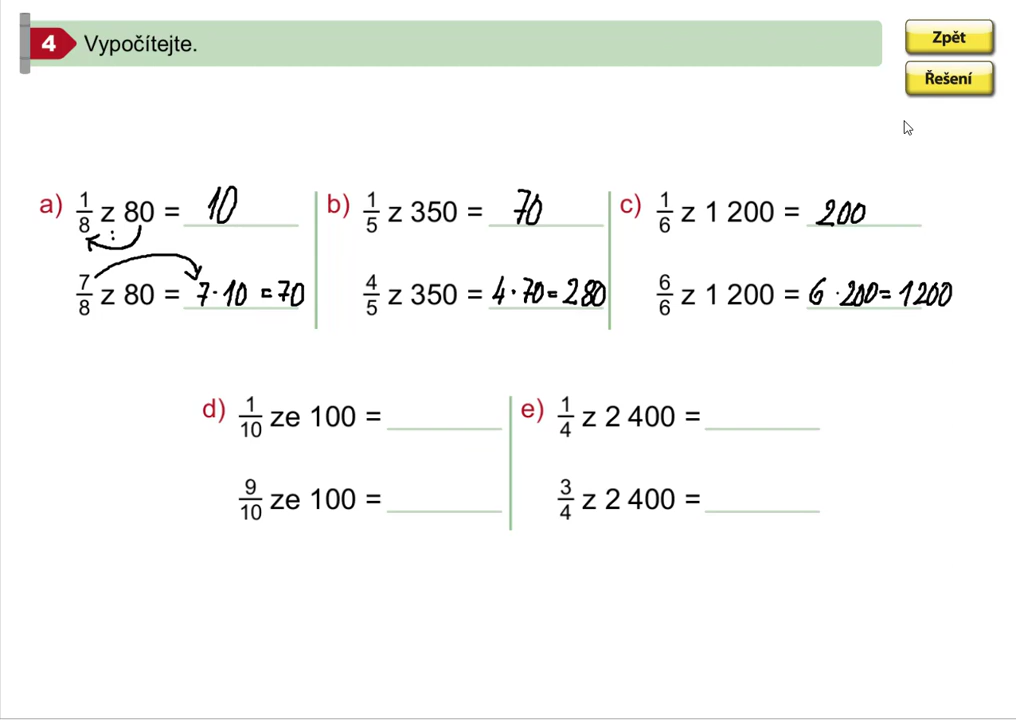 4 Vypočítejte.
Zpět
Řešení
a) 1/8 z 80 = 10
:
7/8 z 80 = 7·10 =70
b) 1/5 z 350 = 70
4/5 z 350 = 4·70=280
c) 1/6 z 1 200 = 200
6/6 z 1 200 = 6·200=1200
d) 1/10 ze 100 =
9/10 ze 100 =
e) 1/4 z 2 400 =
3/4 z 2 400 =